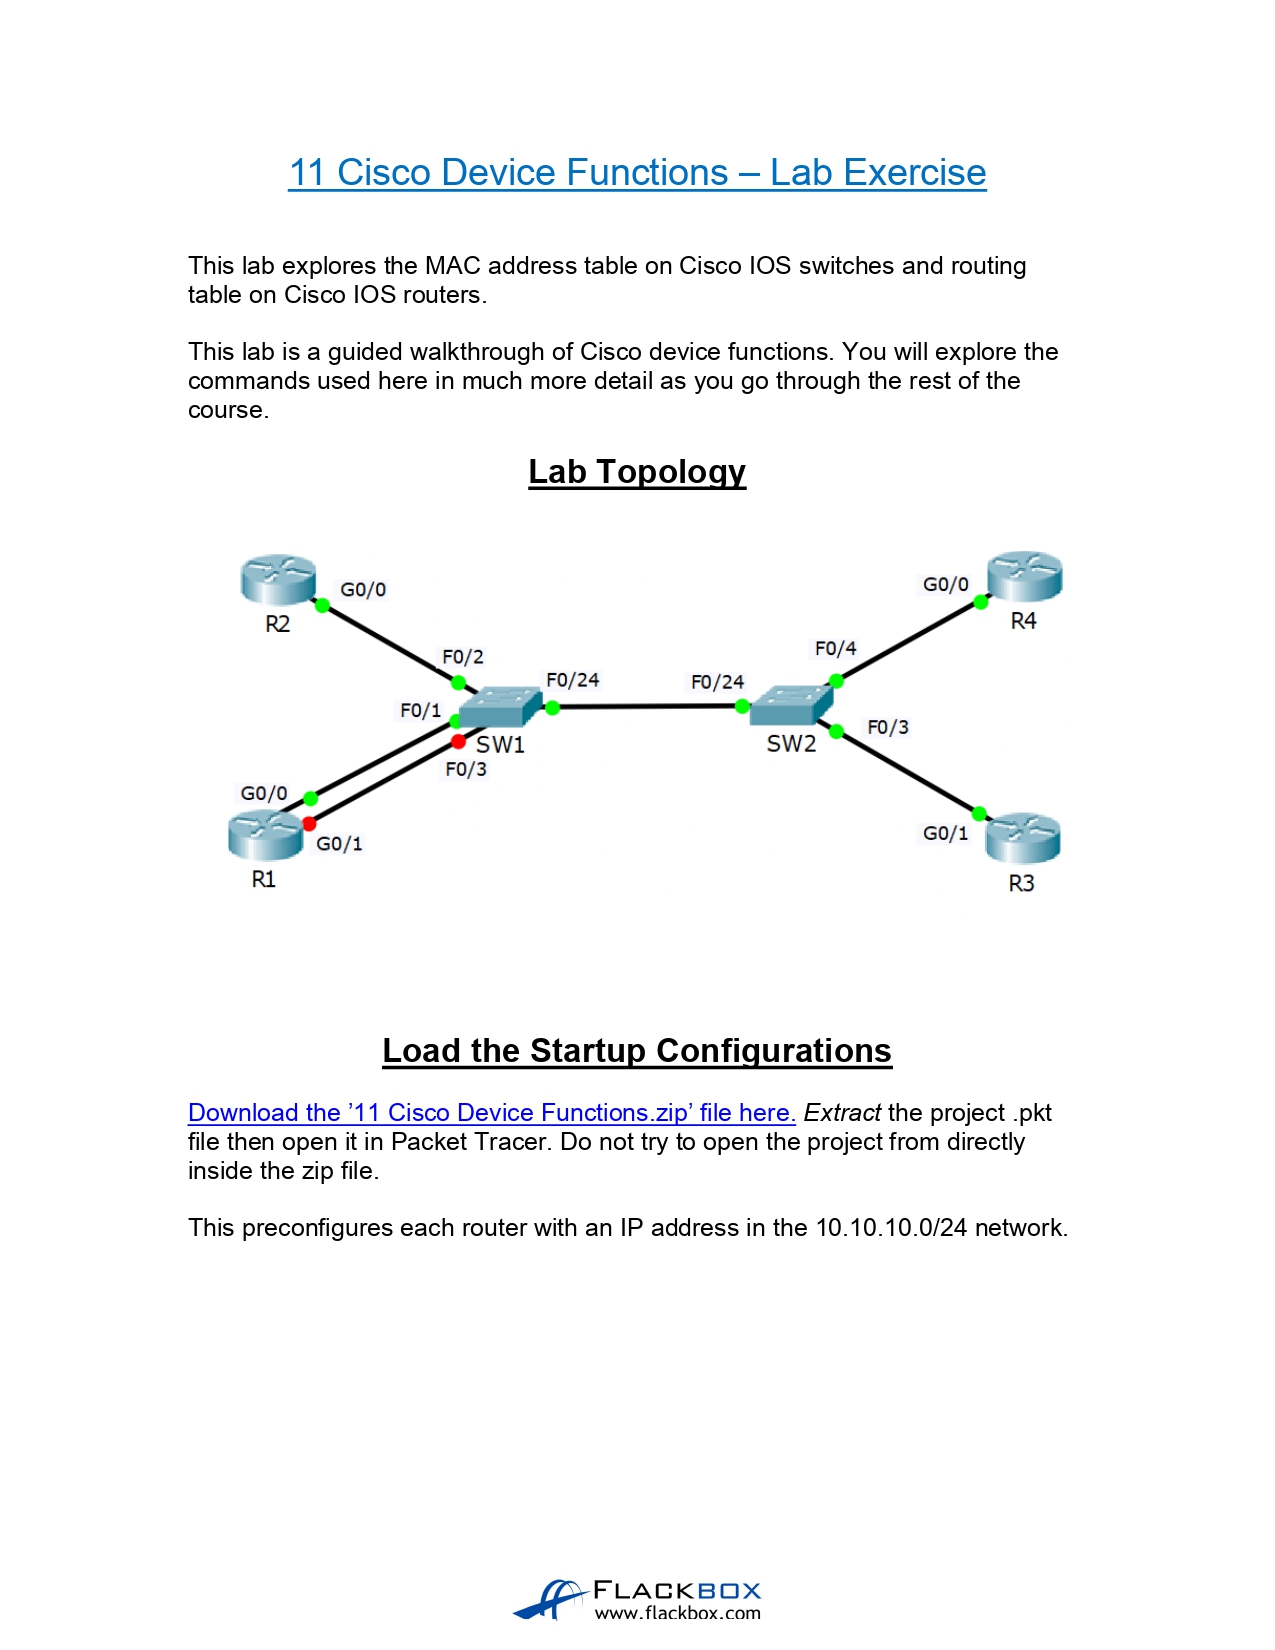 11 Cisco Device Functions – Lab Exercise
This lab explores the MAC address table on Cisco IOS switches and routing
table on Cisco IOS routers.
This lab is a guided walkthrough of Cisco device functions. You will explore the
commands used here in much more detail as you go through the rest of the
course.
Lab Topology
R2
G0/0
G0/0
R4
F0/2
F0/4
F0/1
F0/24
F0/24
F0/3
SW1
SW2
F0/3
G0/0
G0/1
G0/1
R1
R3
Load the Startup Configurations
Download the ’11 Cisco Device Functions.zip’ file here. Extract the project .pkt
file then open it in Packet Tracer. Do not try to open the project from directly
inside the zip file.
This preconfigures each router with an IP address in the 10.10.10.0/24 network.
FLACKBOX
www.flackbox.com